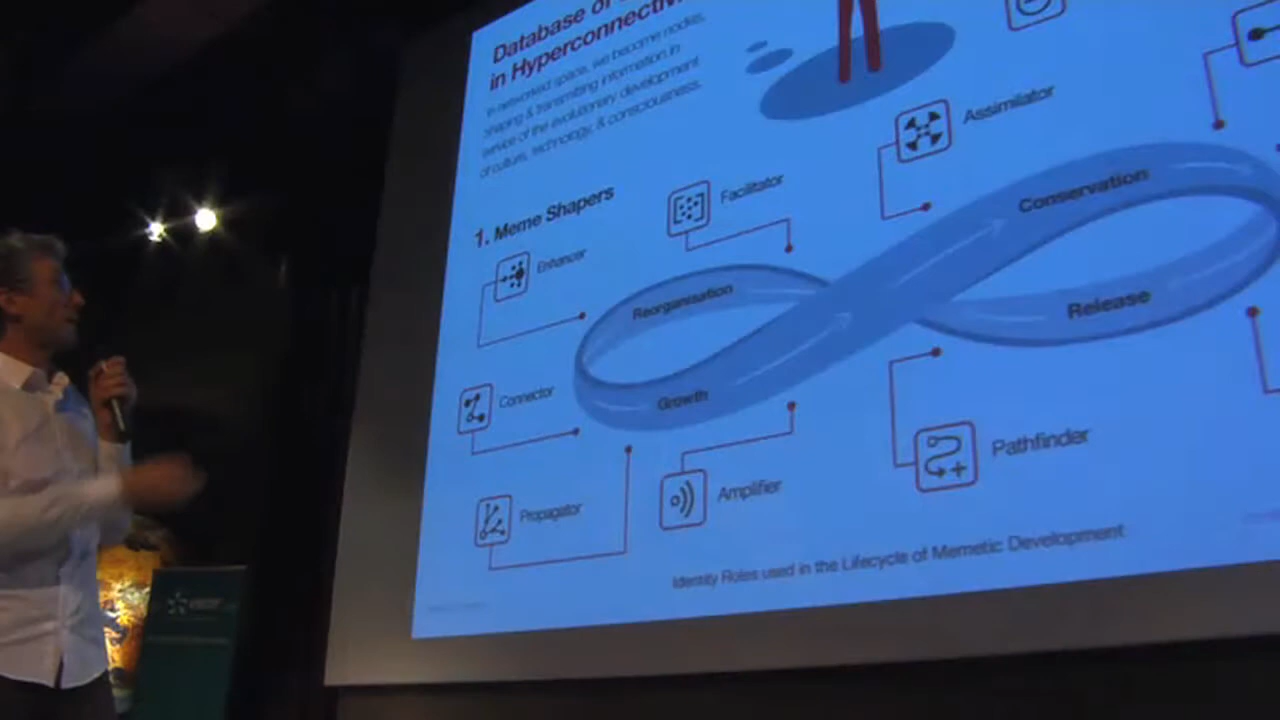 Database of
in Hyperconnectiv
In networked space, we become nodes,
shaping & transmitting information in
service of the evolutionary development
of culture, technology, & consciousness.
1. Meme Shapers
Facilitator
Assimilator
Enhancer
Conservation
Reorganisation
Release
Growth
Connector
Pathfinder
Amplifier
Propagator
Identity Roles used in the Lifecycle of Memetic Development